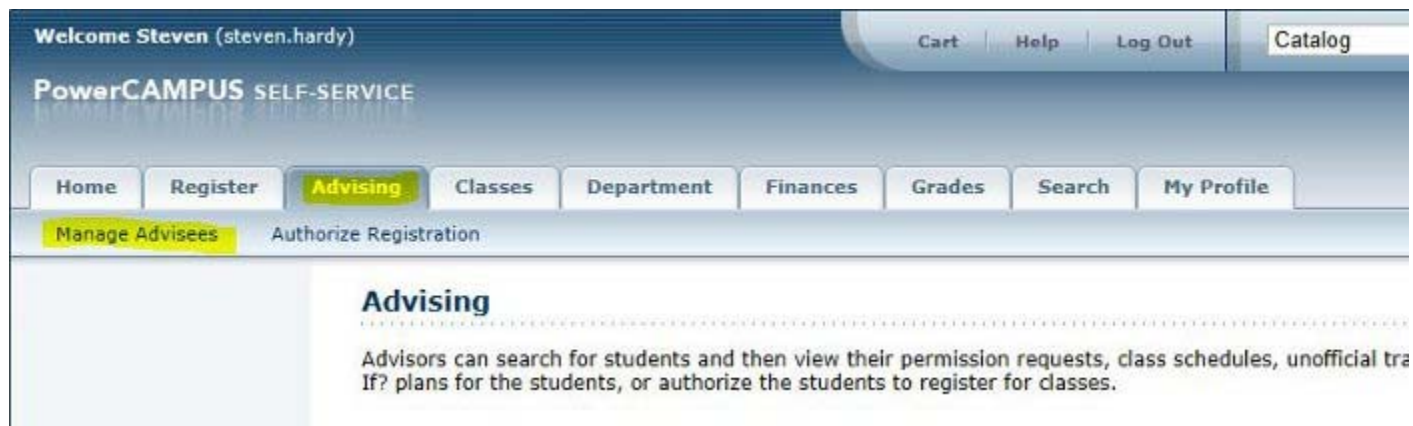 Welcome Steven (steven.hardy)
Cart Help Log Out Catalog
PowerCAMPUS SELF-SERVICE
Home Register Advising Classes Department Finances Grades Search My Profile
Manage Advisees Authorize Registration
Advising
Advisors can search for students and then view their permission requests, class schedules, unofficial tra
If? plans for the students, or authorize the students to register for classes.